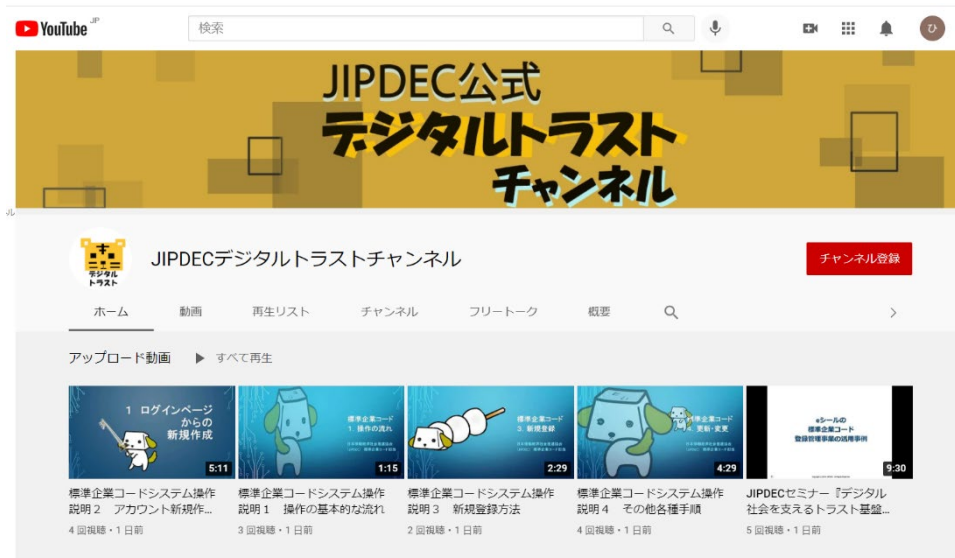 YouTube JP
検索
ひ
JIPDEC公式
デジタルトラスト
チャンネル
ル
デジタル
トラスト
JIPDECデジタルトラストチャンネル
チャンネル登録
ホーム 動画 再生リスト チャンネル フリートーク 概要
アップロード動画 すべて再生
1 ログインページ
からの
新規作成
5:11
標準企業コード
1. 操作の流れ
1:15
標準企業コード
3. 新規登録
2:29
標準企業コード
4. 更新・変更
4:29
eシールの
標準企業コード
登録管理事業の活用事例
9:30
標準企業コードシステム操作
説明2 アカウント新規作...
4 回視聴・1 日前
標準企業コードシステム操作
説明1 操作の基本的な流れ
3 回視聴・1 日前
標準企業コードシステム操作
説明3 新規登録方法
2 回視聴・1 日前
標準企業コードシステム操作
説明4 その他各種手順
4 回視聴・1 日前
JIPDECセミナー『デジタル
社会を支えるトラスト基盤...
5 回視聴・1 日前